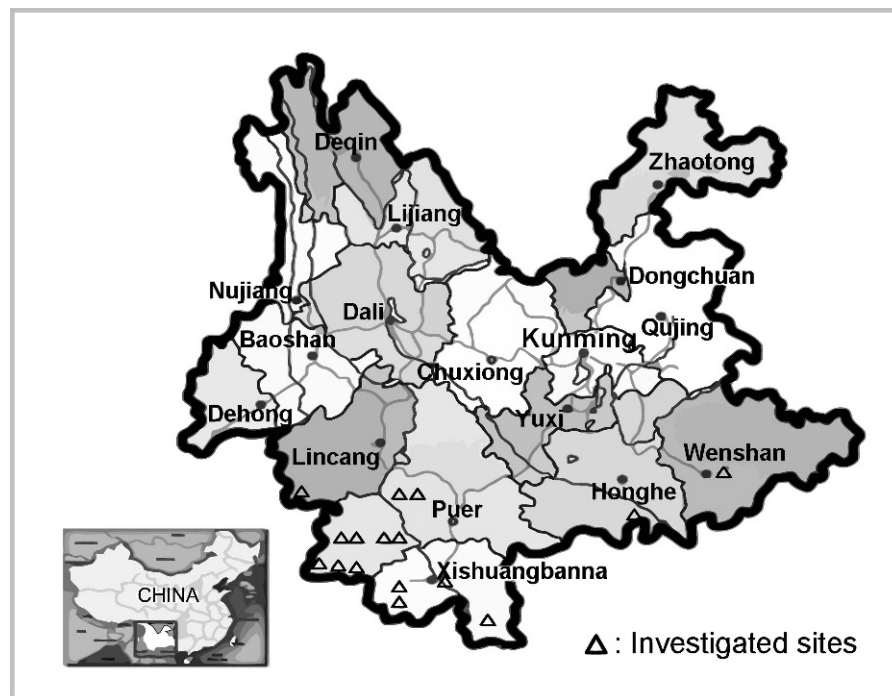 Deqin
Zhaotong
Lijiang
Dongchuan
Nujiang
Dali
Qujing
Baoshan
Kunming
Chuxiong
Dehong
Yuxi
Lincang
Wenshan
Honghe
Puer
Xishuangbanna
CHINA
△ : Investigated sites